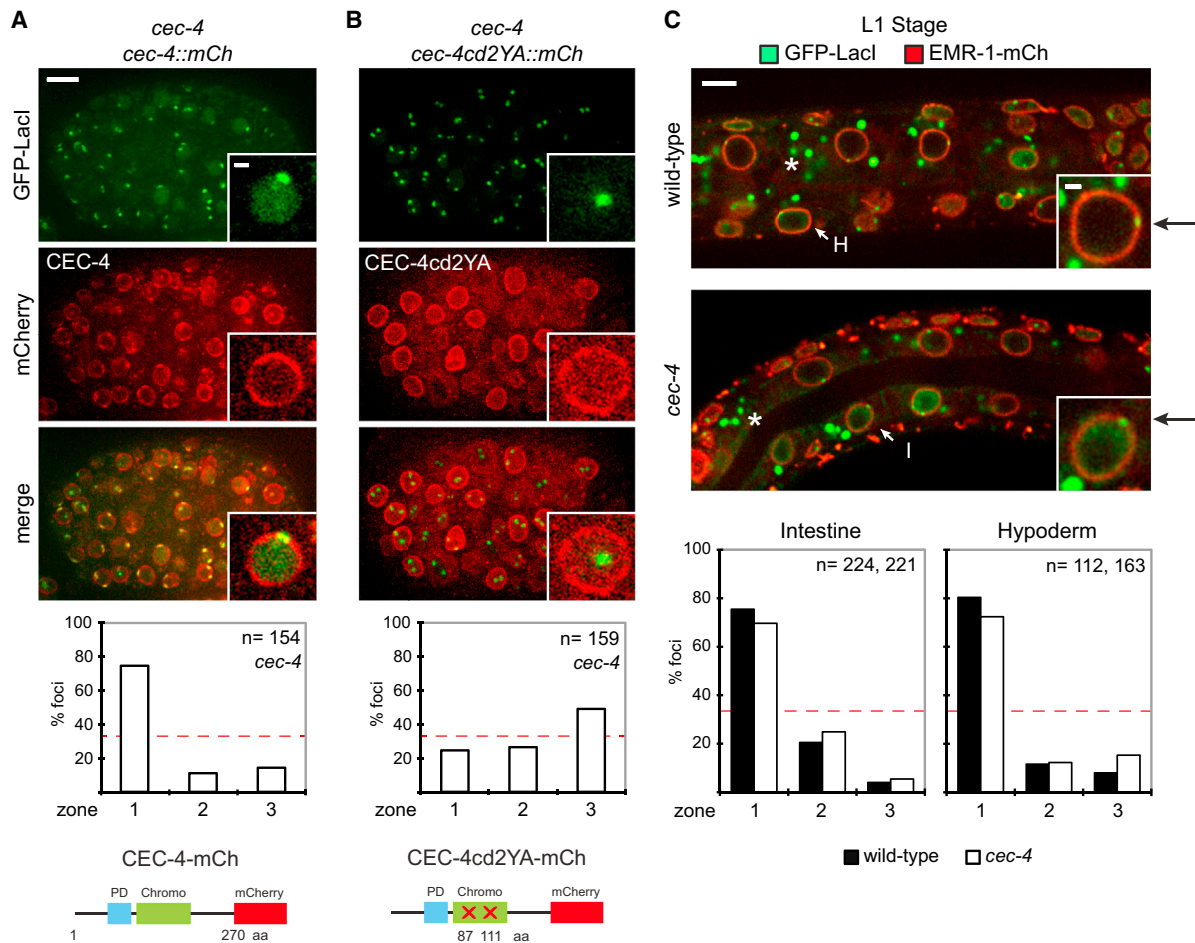 A
cec-4
cec-4::mCh
GFP-LacI
mCherry
CEC-4
merge
100
80
60
40
20
% foci
n= 154
cec-4
zone 1 2 3
CEC-4-mCh
PD Chromo mCherry
1 270 aa
B
cec-4
cec-4cd2YA::mCh
CEC-4cd2YA
100
80
60
40
20
% foci
n= 159
cec-4
zone 1 2 3
CEC-4cd2YA-mCh
PD Chromo mCherry
87 111 aa
C
L1 Stage
GFP-LacI EMR-1-mCh
wild-type
*
H
cec-4
*
I
Intestine
100
80
60
40
20
% foci
n= 224, 221
zone 1 2 3
Hypoderm
n= 112, 163
1 2 3
wild-type cec-4